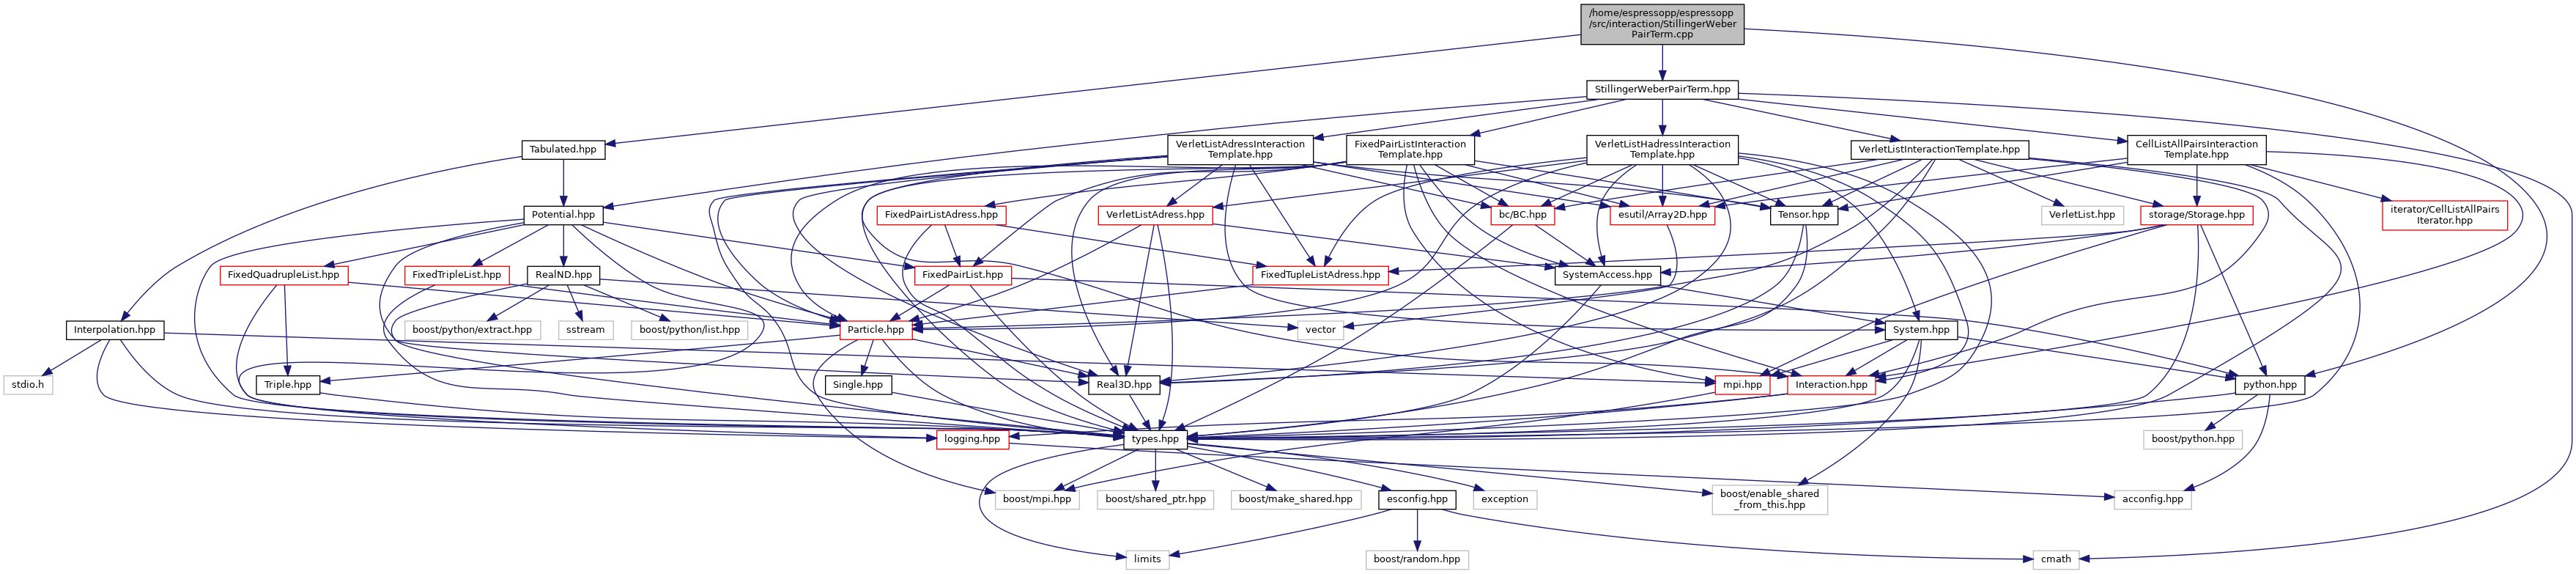 /home/espressopp/espressopp
/src/interaction/StillingerWeber
PairTerm.cpp
StillingerWeberPairTerm.hpp
Tabulated.hpp
VerletListAdressInteraction
Template.hpp
FixedPairListInteraction
Template.hpp
VerletListHadressInteraction
Template.hpp
VerletListInteractionTemplate.hpp
CellListAllPairsInteraction
Template.hpp
Potential.hpp
FixedPairListAdress.hpp
VerletListAdress.hpp
bc/BC.hpp
esutil/Array2D.hpp
Tensor.hpp
VerletList.hpp
storage/Storage.hpp
iterator/CellListAllPairs
Iterator.hpp
FixedQuadrupleList.hpp
FixedTripleList.hpp
RealND.hpp
FixedPairList.hpp
FixedTupleListAdress.hpp
SystemAccess.hpp
Interpolation.hpp
boost/python/extract.hpp
sstream
boost/python/list.hpp
Particle.hpp
vector
System.hpp
stdio.h
Triple.hpp
Single.hpp
Real3D.hpp
mpi.hpp
Interaction.hpp
python.hpp
logging.hpp
types.hpp
boost/python.hpp
boost/mpi.hpp
boost/shared_ptr.hpp
boost/make_shared.hpp
esconfig.hpp
exception
boost/enable_shared
_from_this.hpp
acconfig.hpp
limits
boost/random.hpp
cmath